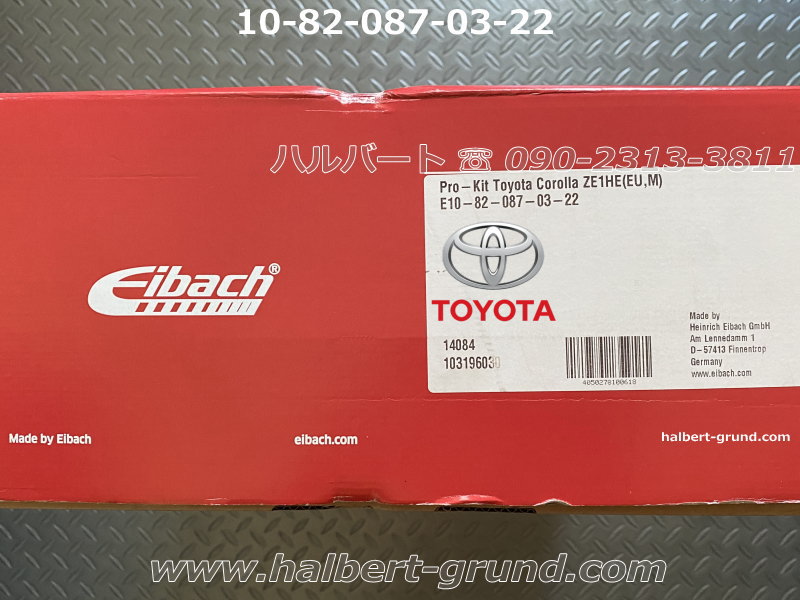 10-82-087-03-22
ハルバート ☎ 090-2313-3811
Pro-Kit Toyota Corolla ZE1HE(EU,M)
E10-82-087-03-22
Eibach®
TOYOTA
14084
103196030
4050278180618
Made by
Heinrich Eibach GmbH
Am Lennedamm 1
D-57413 Finnentrop
Germany
www.eibach.com
Made by Eibach
eibach.com
halbert-grund.com
www.halbert-grund.com